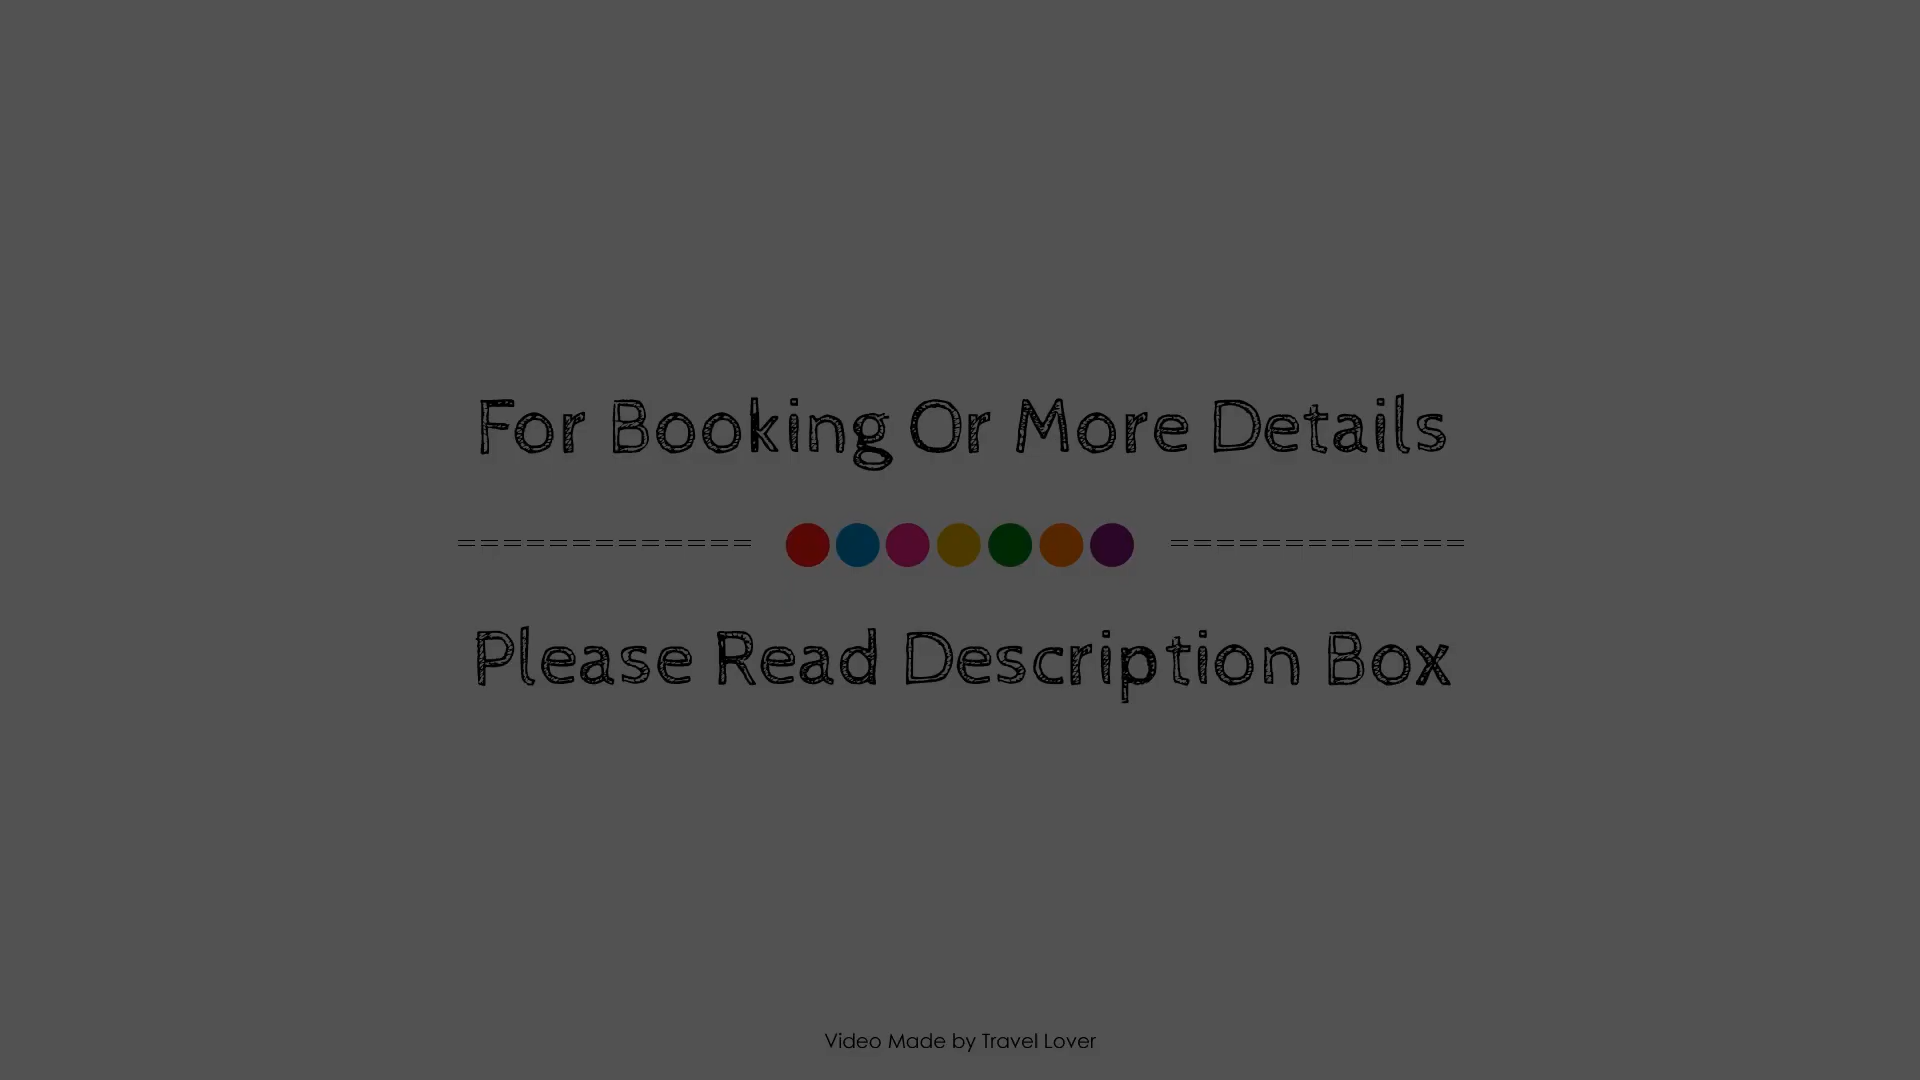 For Booking Or More Details
============= =============
Please Read Description Box
Video Made by Travel Lover